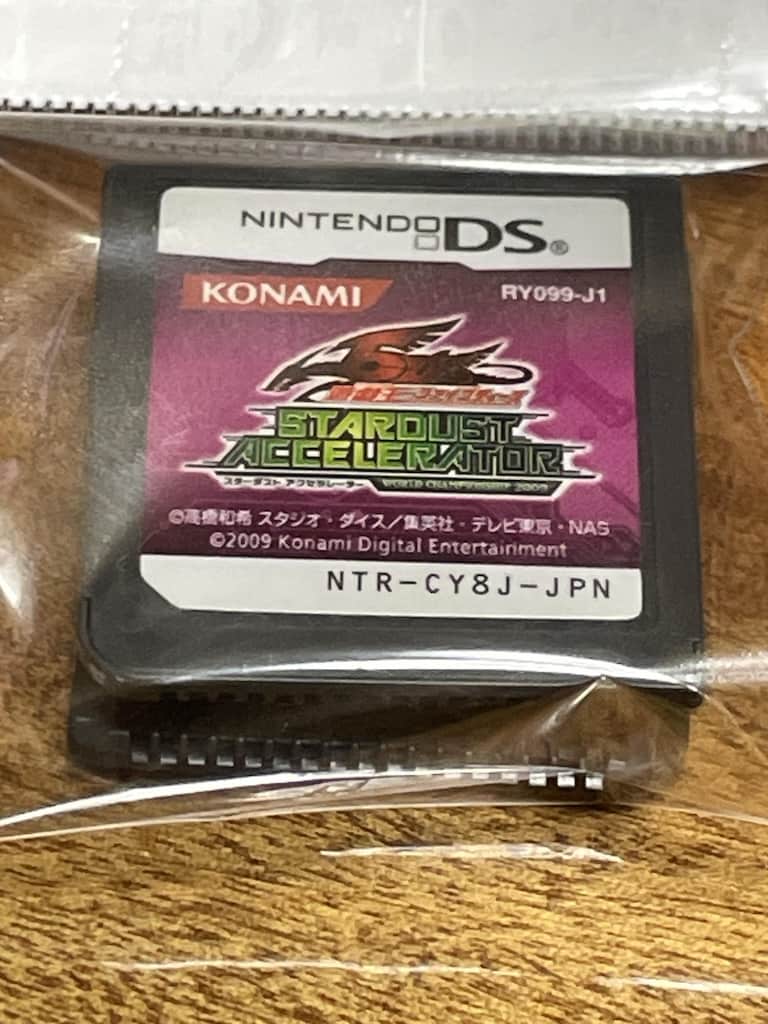 NINTENDO DS®
KONAMI
RY099-J1
遊戯王ファイブディーズ
STARDUST
ACCELERATOR
スターダスト アクセラレーター
WORLD CHAMPIONSHIP 2009
©高橋和希 スタジオ・ダイス／集英社・テレビ東京・NAS
©2009 Konami Digital Entertainment
NTR-CY8J-JPN